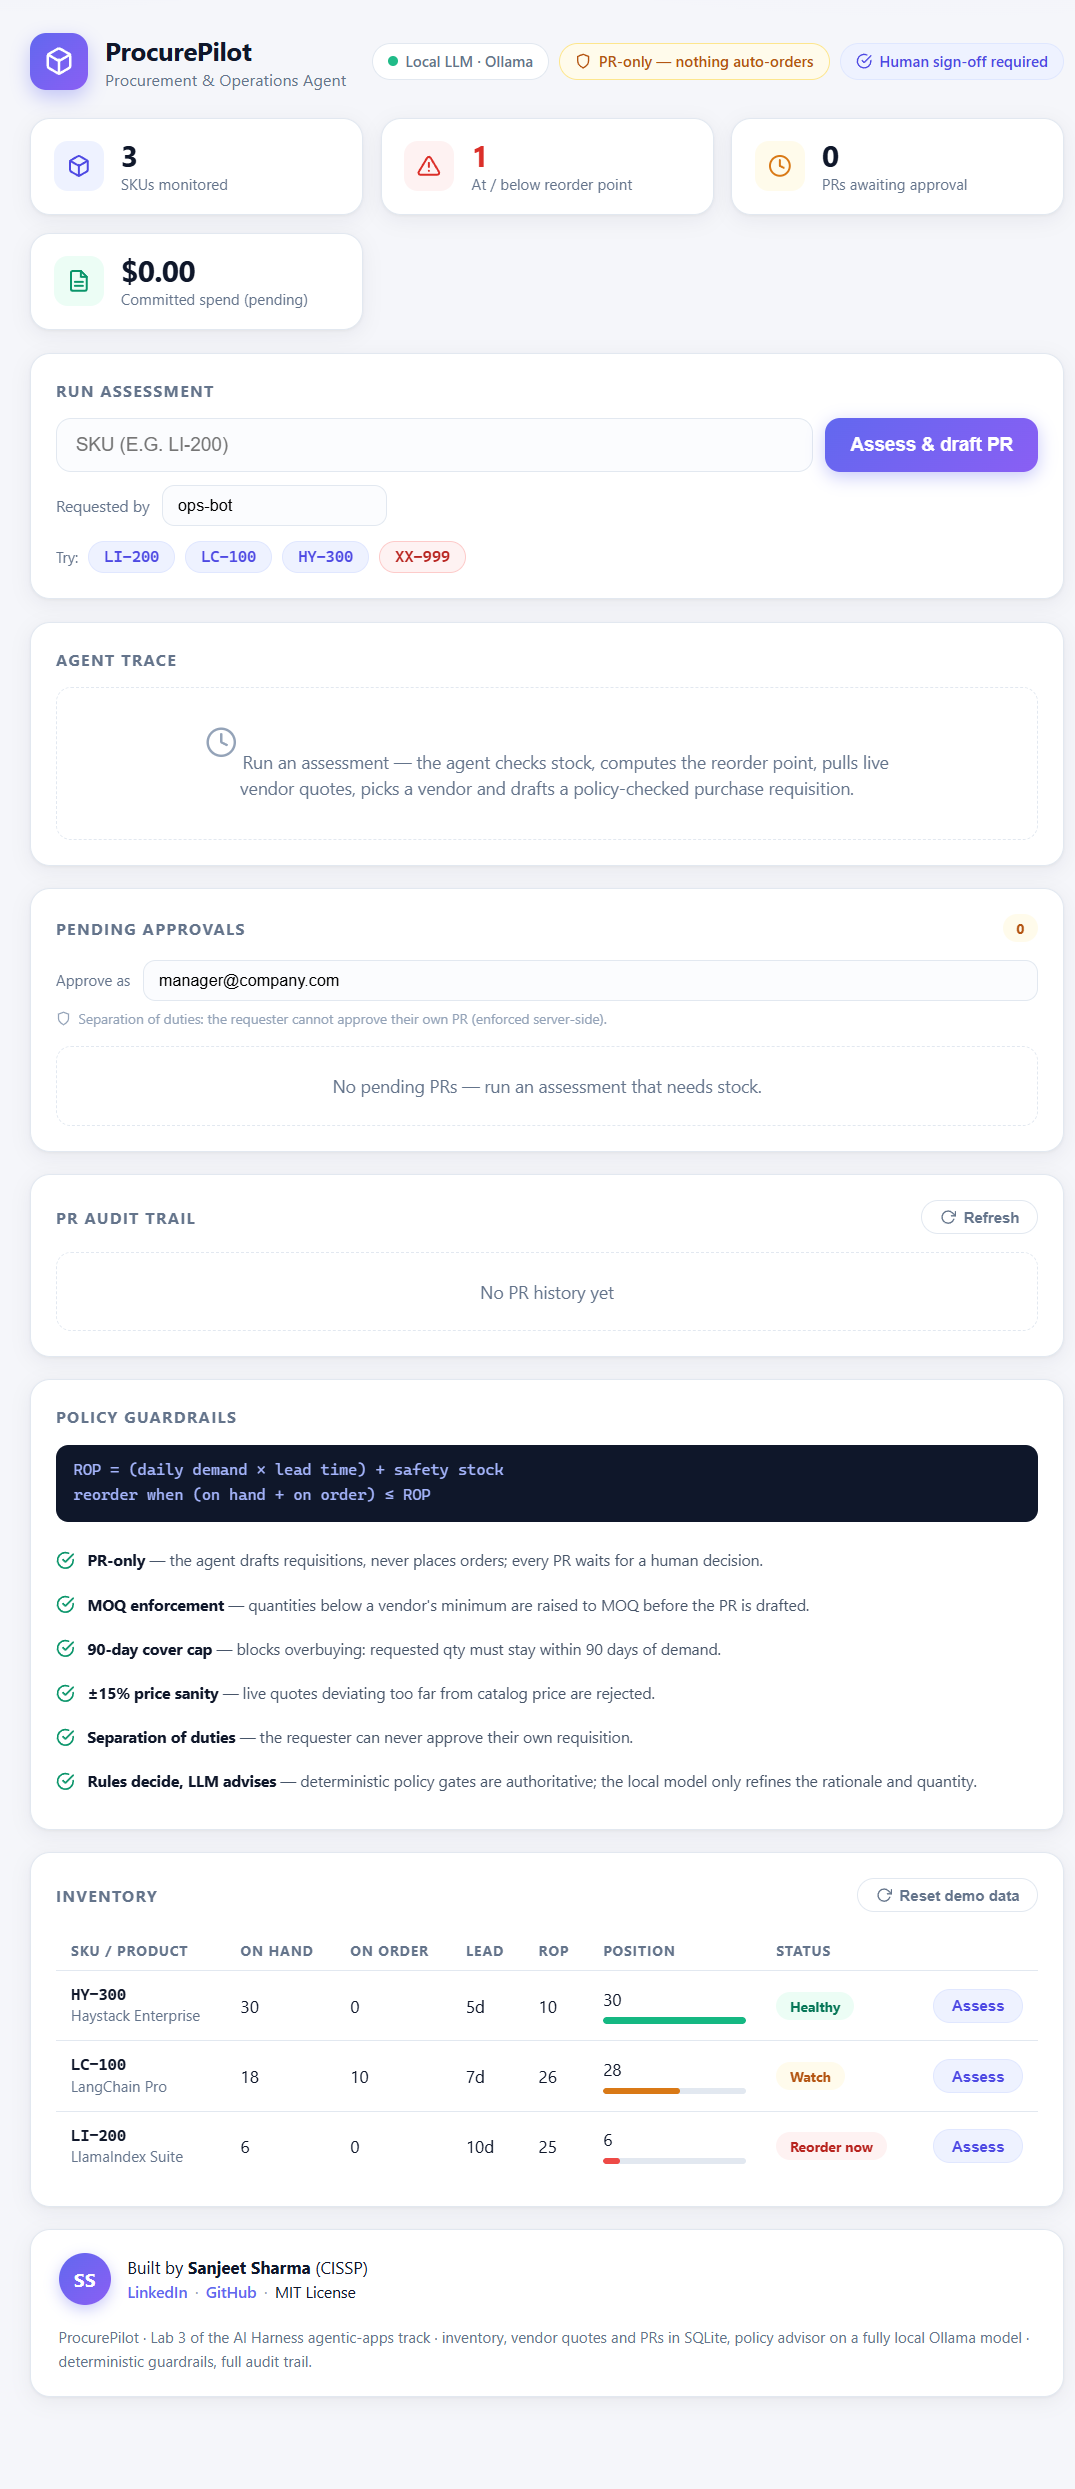 ProcurePilot
Procurement & Operations Agent
Local LLM · Ollama
PR-only — nothing auto-orders
Human sign-off required
3
SKUs monitored
1
At / below reorder point
0
PRs awaiting approval
$0.00
Committed spend (pending)
RUN ASSESSMENT
SKU (E.G. LI-200)
Assess & draft PR
Requested by
ops-bot
Try:
LI-200
LC-100
HY-300
XX-999
AGENT TRACE
Run an assessment — the agent checks stock, computes the reorder point, pulls live
vendor quotes, picks a vendor and drafts a policy-checked purchase requisition.
PENDING APPROVALS
0
Approve as
manager@company.com
Separation of duties: the requester cannot approve their own PR (enforced server-side).
No pending PRs — run an assessment that needs stock.
PR AUDIT TRAIL
Refresh
No PR history yet
POLICY GUARDRAILS
ROP = (daily demand × lead time) + safety stock
reorder when (on hand + on order) ≤ ROP
PR-only — the agent drafts requisitions, never places orders; every PR waits for a human decision.
MOQ enforcement — quantities below a vendor's minimum are raised to MOQ before the PR is drafted.
90-day cover cap — blocks overbuying: requested qty must stay within 90 days of demand.
±15% price sanity — live quotes deviating too far from catalog price are rejected.
Separation of duties — the requester can never approve their own requisition.
Rules decide, LLM advises — deterministic policy gates are authoritative; the local model only refines the rationale and quantity.
INVENTORY
Reset demo data
SKU / PRODUCT ON HAND ON ORDER LEAD ROP POSITION STATUS
HY-300
Haystack Enterprise
30 0 5d 10 30 Healthy Assess
LC-100
LangChain Pro
18 10 7d 26 28 Watch Assess
LI-200
LlamaIndex Suite
6 0 10d 25 6 Reorder now Assess
SS
Built by Sanjeet Sharma (CISSP)
LinkedIn · GitHub · MIT License
ProcurePilot · Lab 3 of the AI Harness agentic-apps track · inventory, vendor quotes and PRs in SQLite, policy advisor on a fully local Ollama model ·
deterministic guardrails, full audit trail.